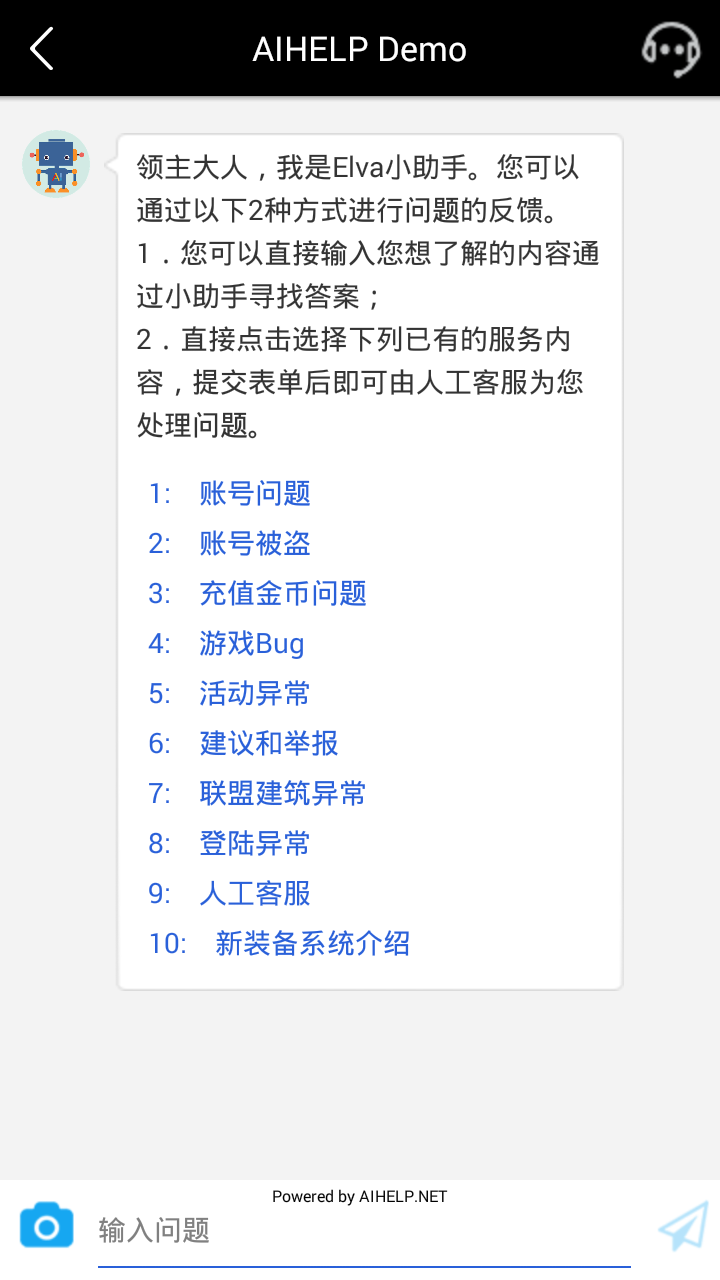 AIHELP Demo
领主大人，我是Elva小助手。您可以
通过以下2种方式进行问题的反馈。
1．您可以直接输入您想了解的内容通
过小助手寻找答案；
2．直接点击选择下列已有的服务内
容，提交表单后即可由人工客服为您
处理问题。
1: 账号问题
2: 账号被盗
3: 充值金币问题
4: 游戏Bug
5: 活动异常
6: 建议和举报
7: 联盟建筑异常
8: 登陆异常
9: 人工客服
10: 新装备系统介绍
Powered by AIHELP.NET
输入问题